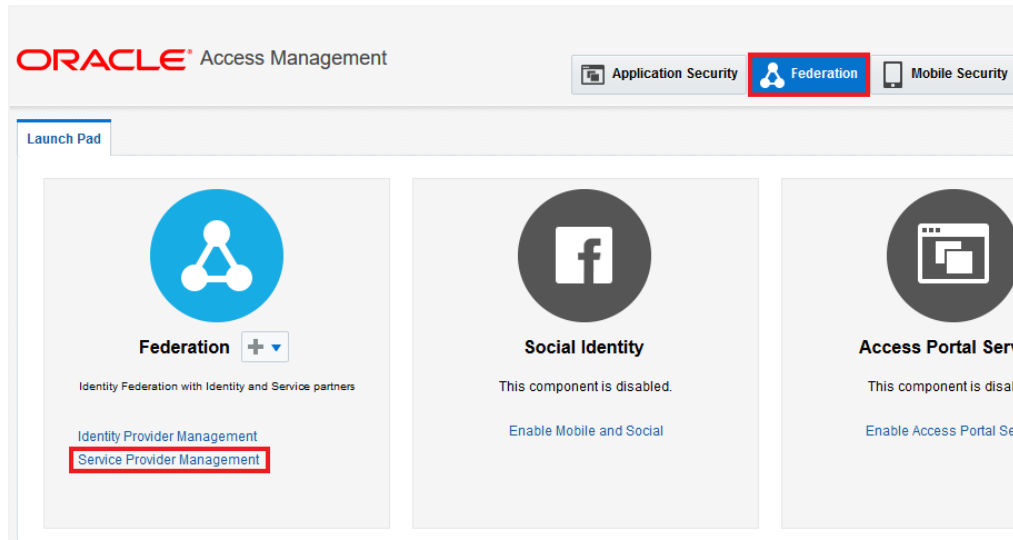 ORACLE Access Management
Application Security
Federation
Mobile Security
Launch Pad
Federation
Identity Federation with Identity and Service partners
Identity Provider Management
Service Provider Management
Social Identity
This component is disabled.
Enable Mobile and Social
Access Portal
This component is
Enable Access Portal